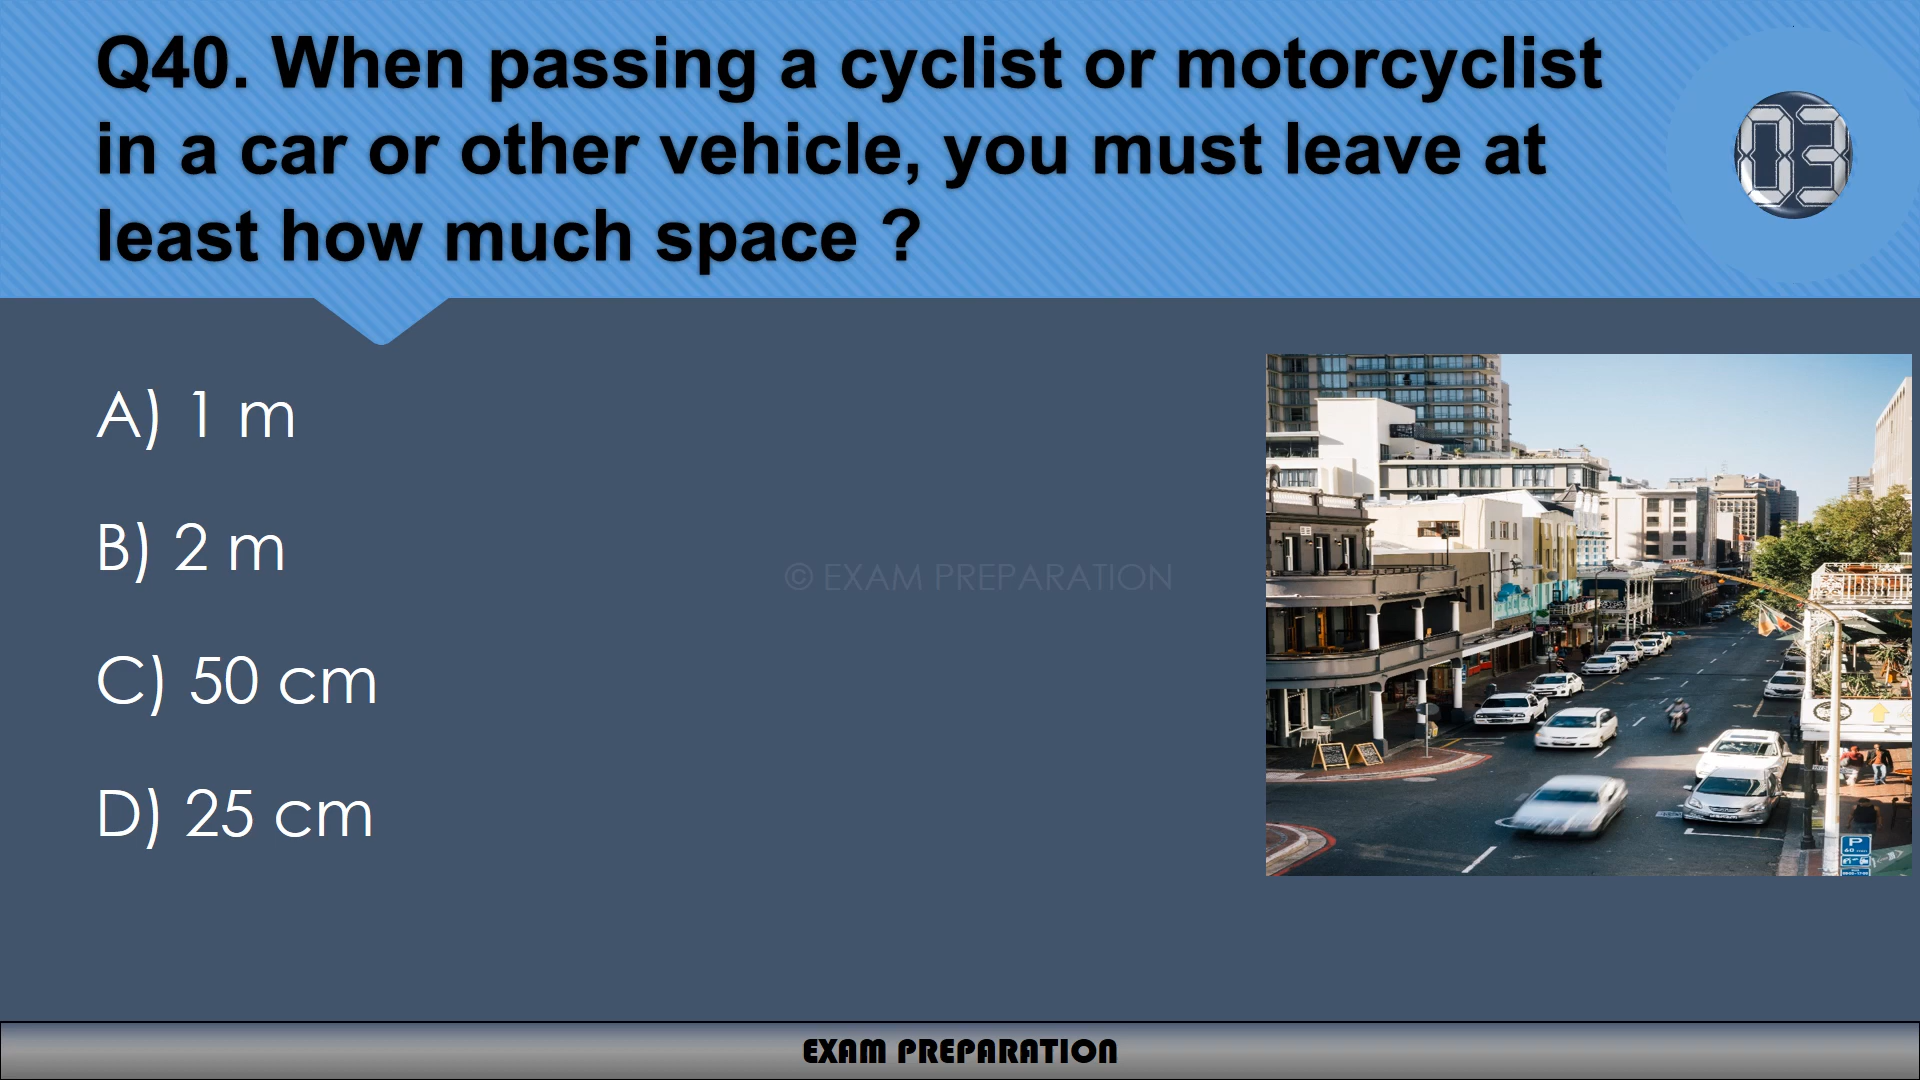 Q40. When passing a cyclist or motorcyclist
in a car or other vehicle, you must leave at
least how much space ?
03
A) 1 m
B) 2 m
C) 50 cm
D) 25 cm
© EXAM PREPARATION
P
EXAM PREPARATION